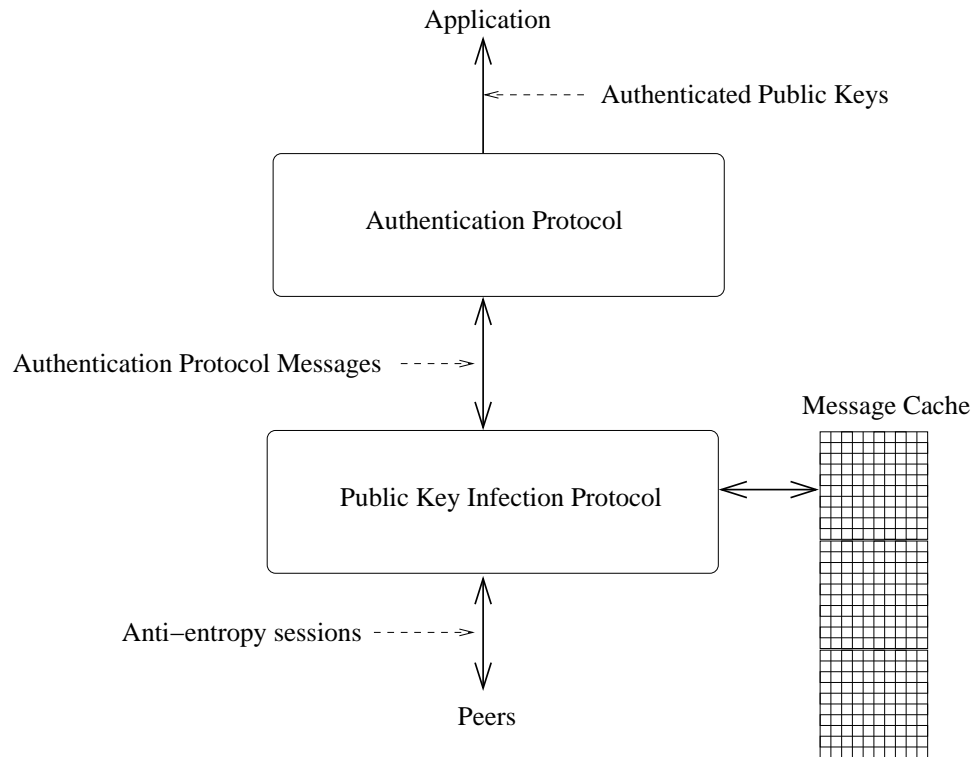 Application
Authenticated Public Keys
Authentication Protocol
Authentication Protocol Messages
Message Cache
Public Key Infection Protocol
Anti−entropy sessions
Peers